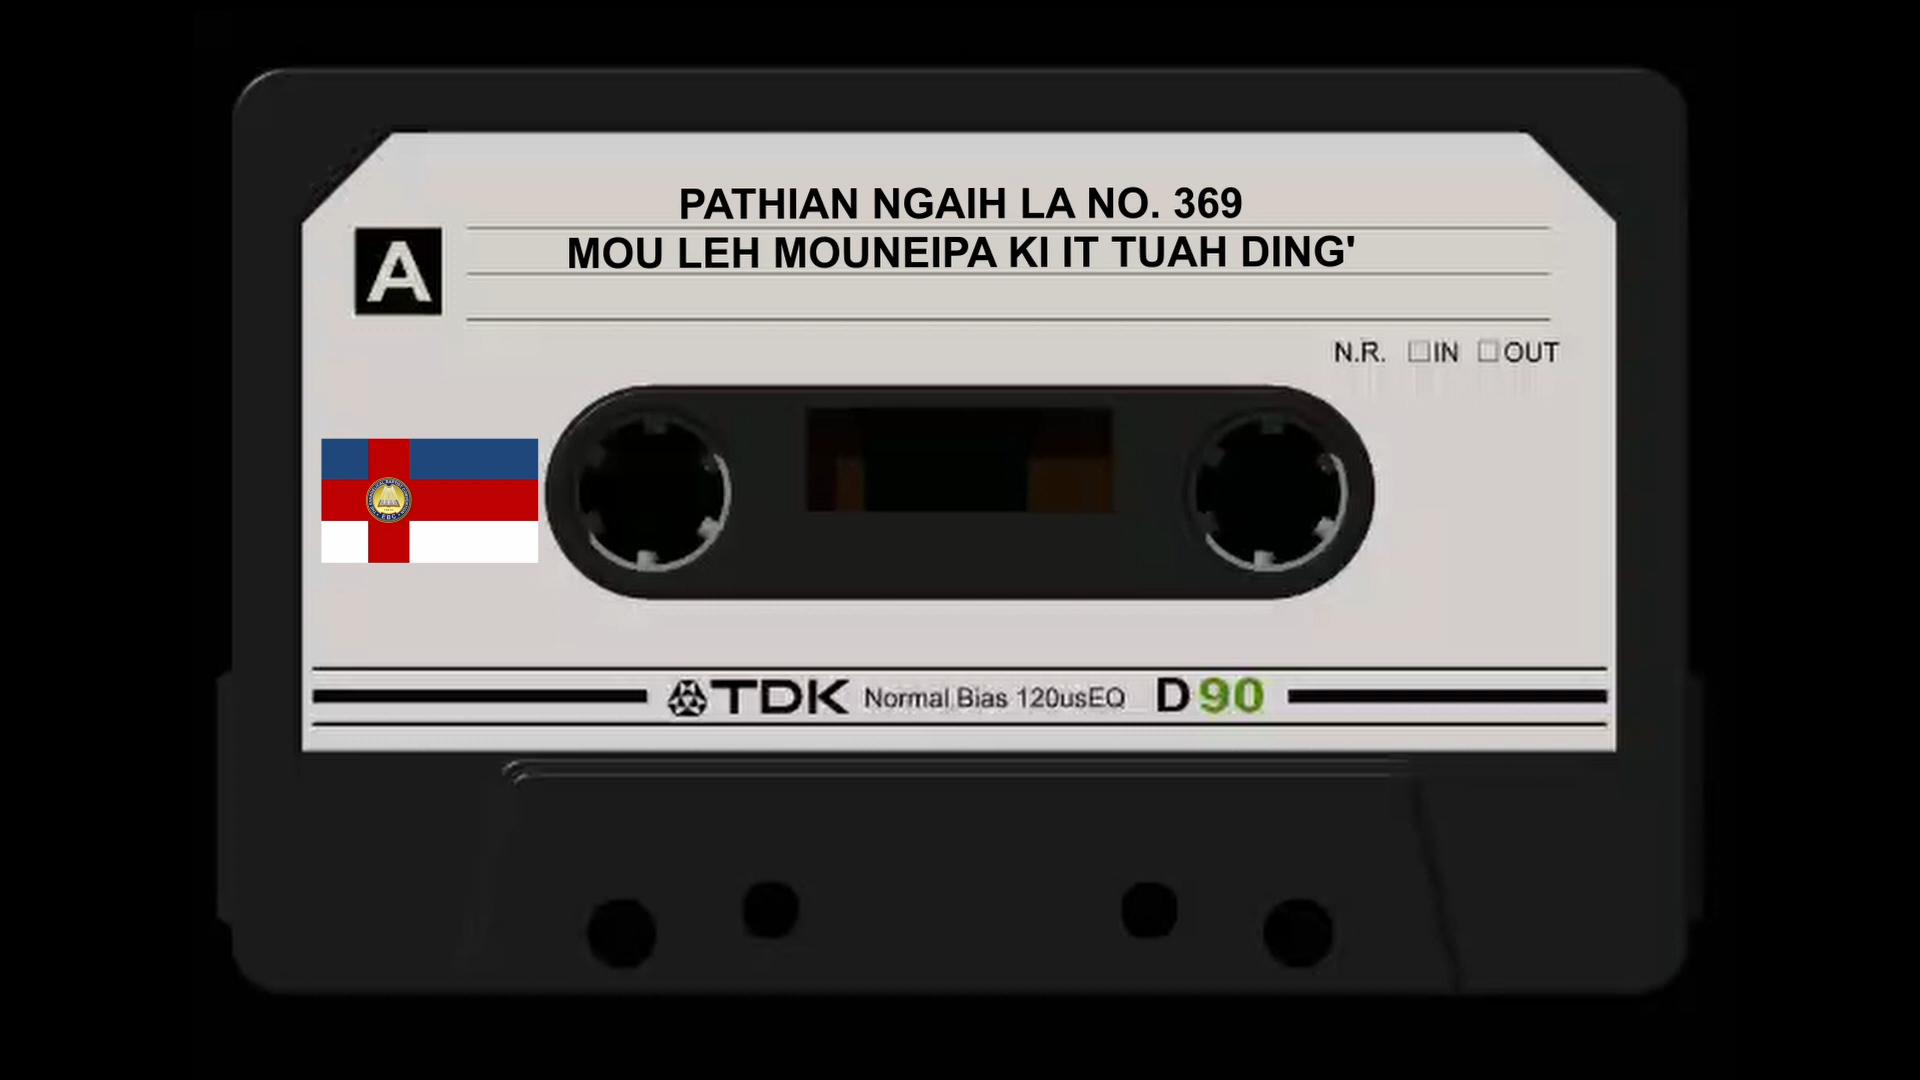 PATHIAN NGAIH LA NO. 369
MOU LEH MOUNEIPA KI IT TUAH DING'
A
N.R. IN OUT
TDK Normal Bias 120usEQ D90